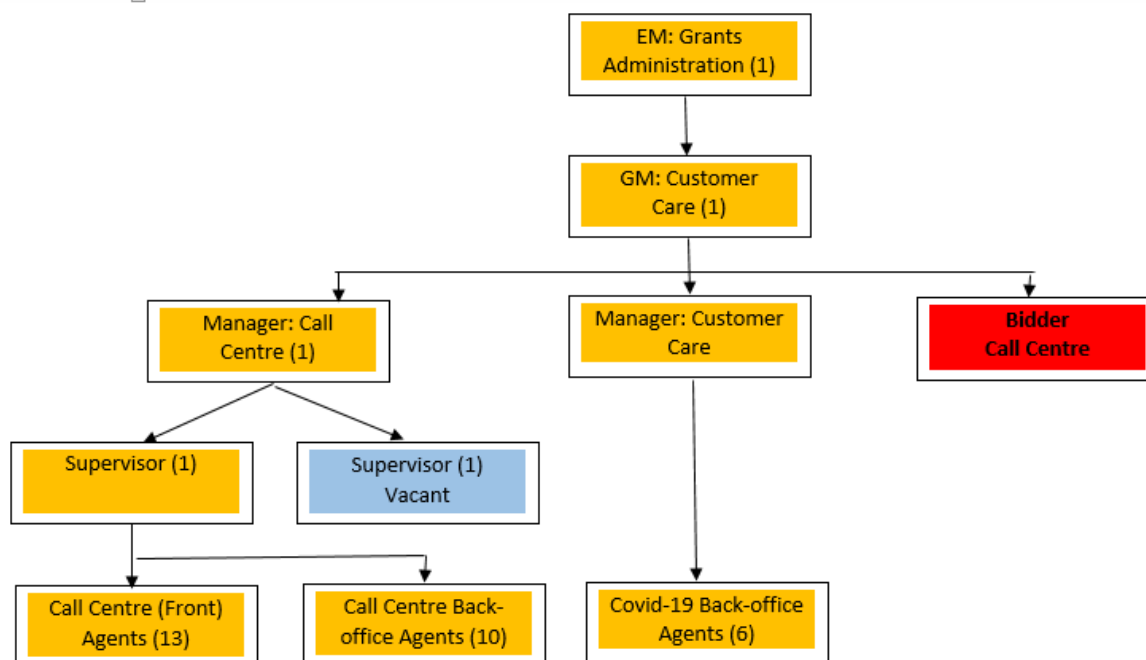 EM: Grants
Administration (1)
GM: Customer
Care (1)
Manager: Call
Centre (1)
Manager: Customer
Care
Bidder
Call Centre
Supervisor (1)
Supervisor (1)
Vacant
Call Centre (Front)
Agents (13)
Call Centre Back-
office Agents (10)
Covid-19 Back-office
Agents (6)